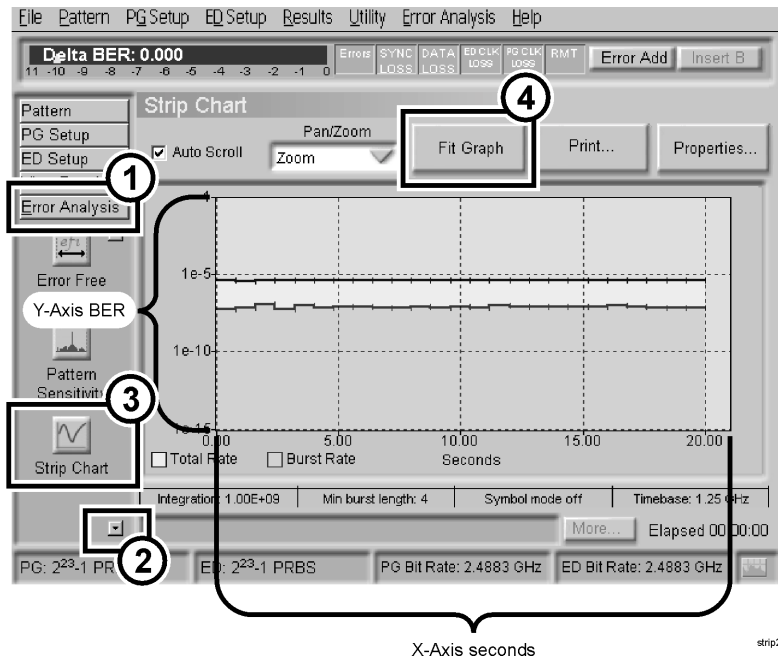 File Pattern PG Setup ED Setup Results Utility Error Analysis Help
Delta BER: 0.000
11 -10 -9 -8 -7 -6 -5 -4 -3 -2 -1 0
Errors SYNC LOSS DATA LOSS ED CLK LOSS PG CLK LOSS RMT
Error Add Insert B
Pattern
PG Setup
ED Setup
Error Analysis
1
Error Free
Y-Axis BER
Pattern
Sensitivity
3
Strip Chart
2
Strip Chart
4
Auto Scroll
Pan/Zoom
Zoom
Fit Graph
Print...
Properties...
1
1e-5
1e-10
1e-15
0.00 5.00 10.00 15.00 20.00
Total Rate Burst Rate Seconds
Integration: 1.00E+09 Min burst length: 4 Symbol mode off Timebase: 1.25 GHz
More... Elapsed 00:00:00
PG: 2²³-1 PR ED: 2²³-1 PRBS PG Bit Rate: 2.4883 GHz ED Bit Rate: 2.4883 GHz
X-Axis seconds
strip2